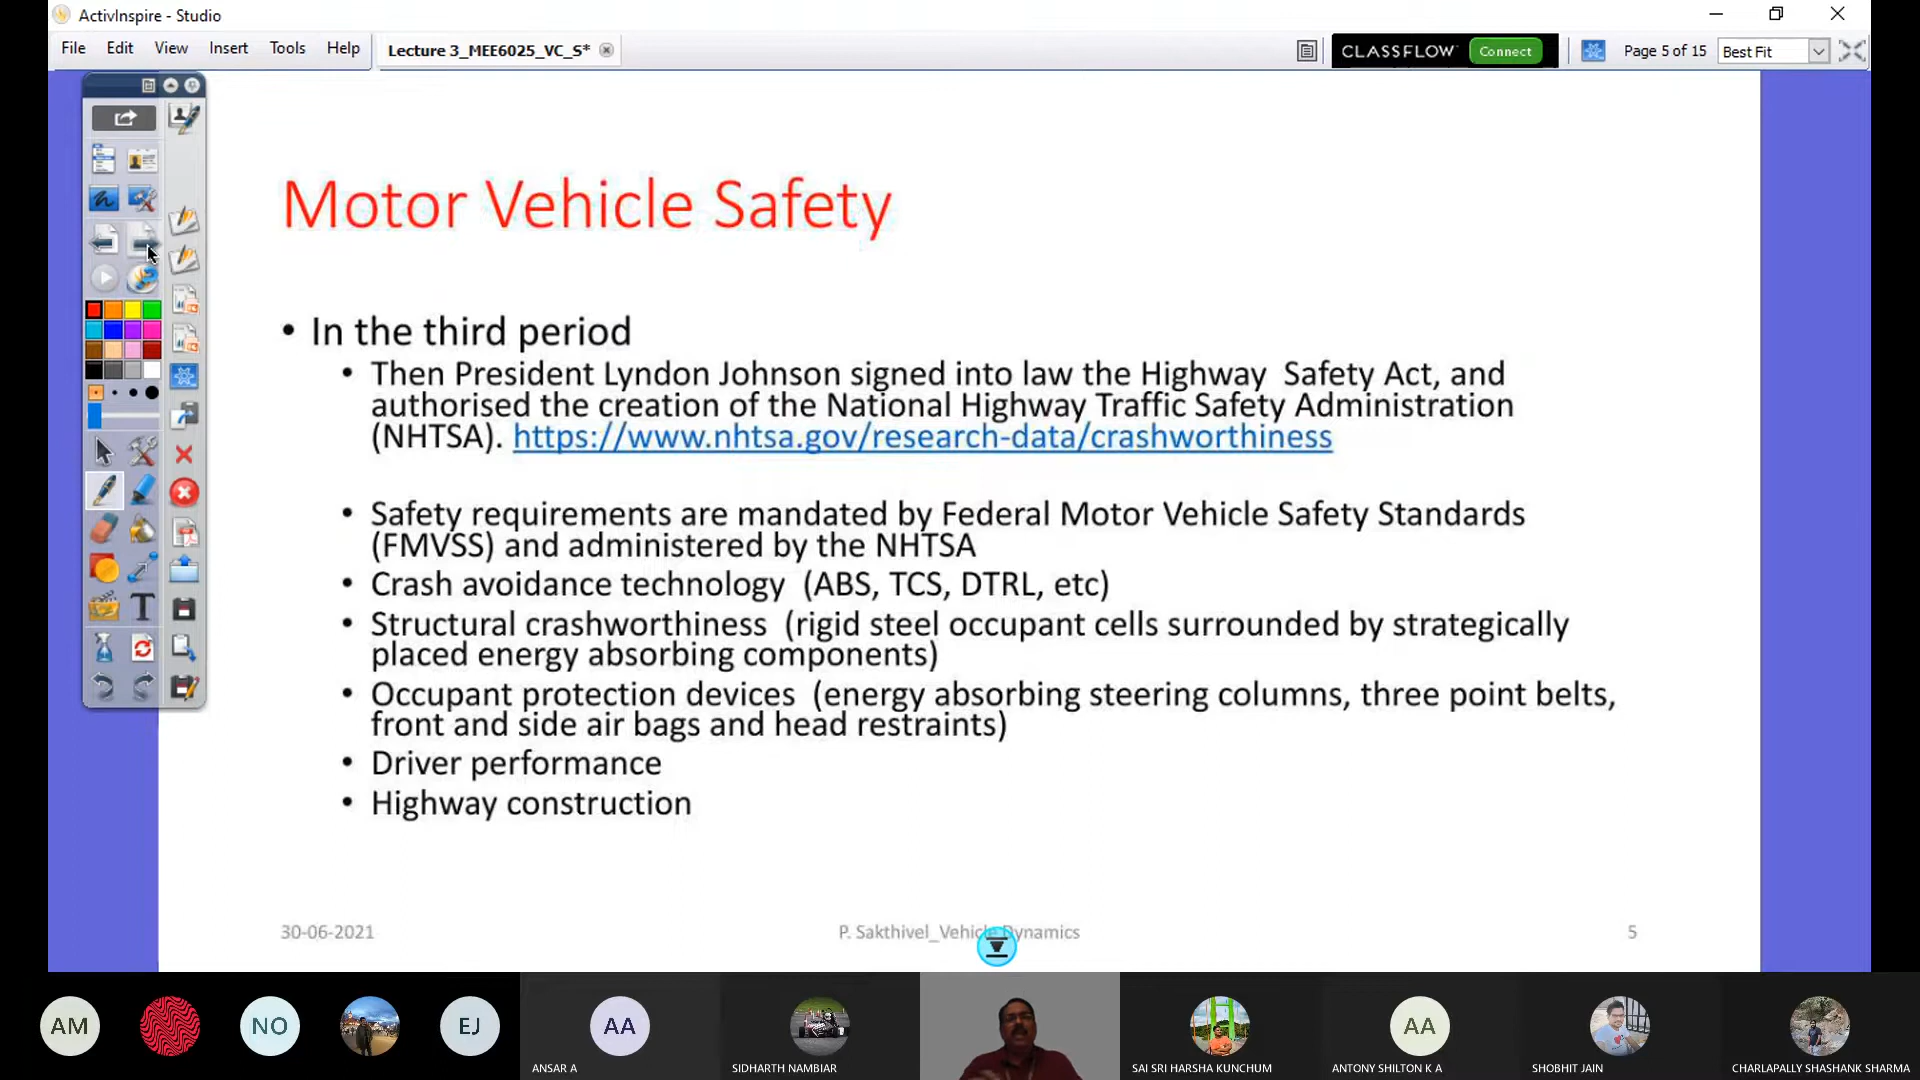 ActivInspire - Studio
File Edit View Insert Tools Help
Lecture 3_MEE6025_VC_S*
CLASSFLOW Connect
Page 5 of 15
Best Fit
Motor Vehicle Safety
• In the third period
• Then President Lyndon Johnson signed into law the Highway Safety Act, and
authorised the creation of the National Highway Traffic Safety Administration
(NHTSA). https://www.nhtsa.gov/research-data/crashworthiness
• Safety requirements are mandated by Federal Motor Vehicle Safety Standards
(FMVSS) and administered by the NHTSA
• Crash avoidance technology (ABS, TCS, DTRL, etc)
• Structural crashworthiness (rigid steel occupant cells surrounded by strategically
placed energy absorbing components)
• Occupant protection devices (energy absorbing steering columns, three point belts,
front and side air bags and head restraints)
• Driver performance
• Highway construction
30-06-2021
P. Sakthivel_Vehicle Dynamics
5
AM
NO
EJ
AA
AA
ANSAR A
SIDHARTH NAMBIAR
SAI SRI HARSHA KUNCHUM
ANTONY SHILTON K A
SHOBHIT JAIN
CHARLAPALLY SHASHANK SHARMA